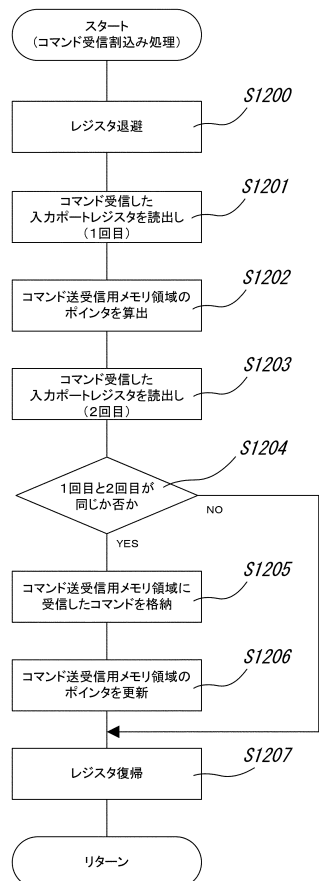 スタート
(コマンド受信割込み処理)
S1200
レジスタ退避
S1201
コマンド受信した
入力ポートレジスタを読出し
(1回目)
S1202
コマンド送受信用メモリ領域の
ポインタを算出
S1203
コマンド受信した
入力ポートレジスタを読出し
(2回目)
S1204
1回目と2回目が
同じか否か
NO
YES
S1205
コマンド送受信用メモリ領域に
受信したコマンドを格納
S1206
コマンド送受信用メモリ領域の
ポインタを更新
S1207
レジスタ復帰
リターン